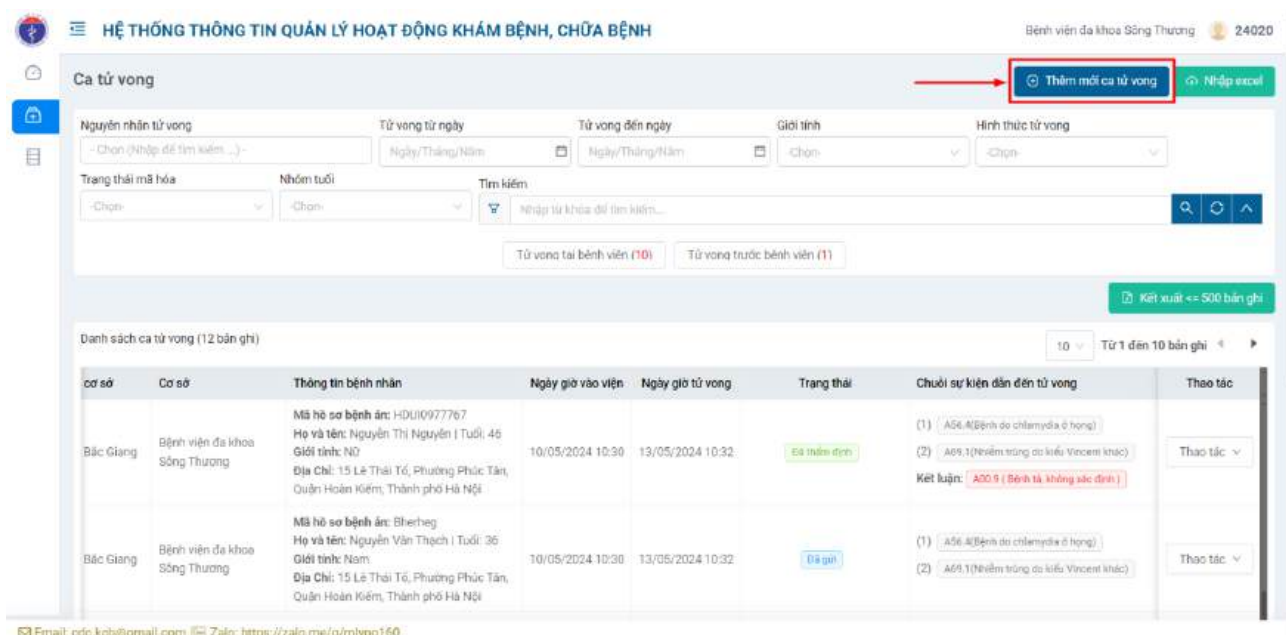 HỆ THỐNG THÔNG TIN QUẢN LÝ HOẠT ĐỘNG KHÁM BỆNH, CHỮA BỆNH
Bệnh viện đa khoa Sông Thương 24020
Ca tử vong
Thêm mới ca tử vong Nhập excel
Nguyên nhân tử vong Tử vong từ ngày Tử vong đến ngày Giới tính Hình thức tử vong
- Chọn (Nhập để tìm kiếm ...) - Ngày/Tháng/Năm Ngày/Tháng/Năm -Chọn- -Chọn-
Trạng thái mã hóa Nhóm tuổi Tìm kiếm
-Chọn- -Chọn- Nhập từ khóa để tìm kiếm...
Tử vong tại bệnh viện (10) Tử vong trước bệnh viện (1)
Kết xuất <= 500 bản ghi
Danh sách ca tử vong (12 bản ghi) 10 Từ 1 đến 10 bản ghi
cơ sở Cơ sở Thông tin bệnh nhân Ngày giờ vào viện Ngày giờ tử vong Trạng thái Chuỗi sự kiện dẫn đến tử vong Thao tác
Bắc Giang
Bệnh viện đa khoa
Sông Thương
Mã hồ sơ bệnh án: HDUI0977767
Họ và tên: Nguyễn Thị Nguyên | Tuổi: 46
Giới tính: Nữ
Địa Chỉ: 15 Lê Thái Tổ, Phường Phúc Tân,
Quận Hoàn Kiếm, Thành phố Hà Nội
10/05/2024 10:30
13/05/2024 10:32
Đã thẩm định
(1) A56.4(Bệnh do chlamydia ở họng)
(2) A69.1(Nhiễm trùng do kiểu Vincent khác)
Kết luận: A00.9 ( Bệnh tả, không xác định )
Thao tác
Bắc Giang
Bệnh viện đa khoa
Sông Thương
Mã hồ sơ bệnh án: Bherheg
Họ và tên: Nguyễn Văn Thạch | Tuổi: 36
Giới tính: Nam
Địa Chỉ: 15 Lê Thái Tổ, Phường Phúc Tân,
Quận Hoàn Kiếm, Thành phố Hà Nội
10/05/2024 10:30
13/05/2024 10:32
Đã gửi
(1) A56.4(Bệnh do chlamydia ở họng)
(2) A69.1(Nhiễm trùng do kiểu Vincent khác)
Thao tác
Email: Zalo: